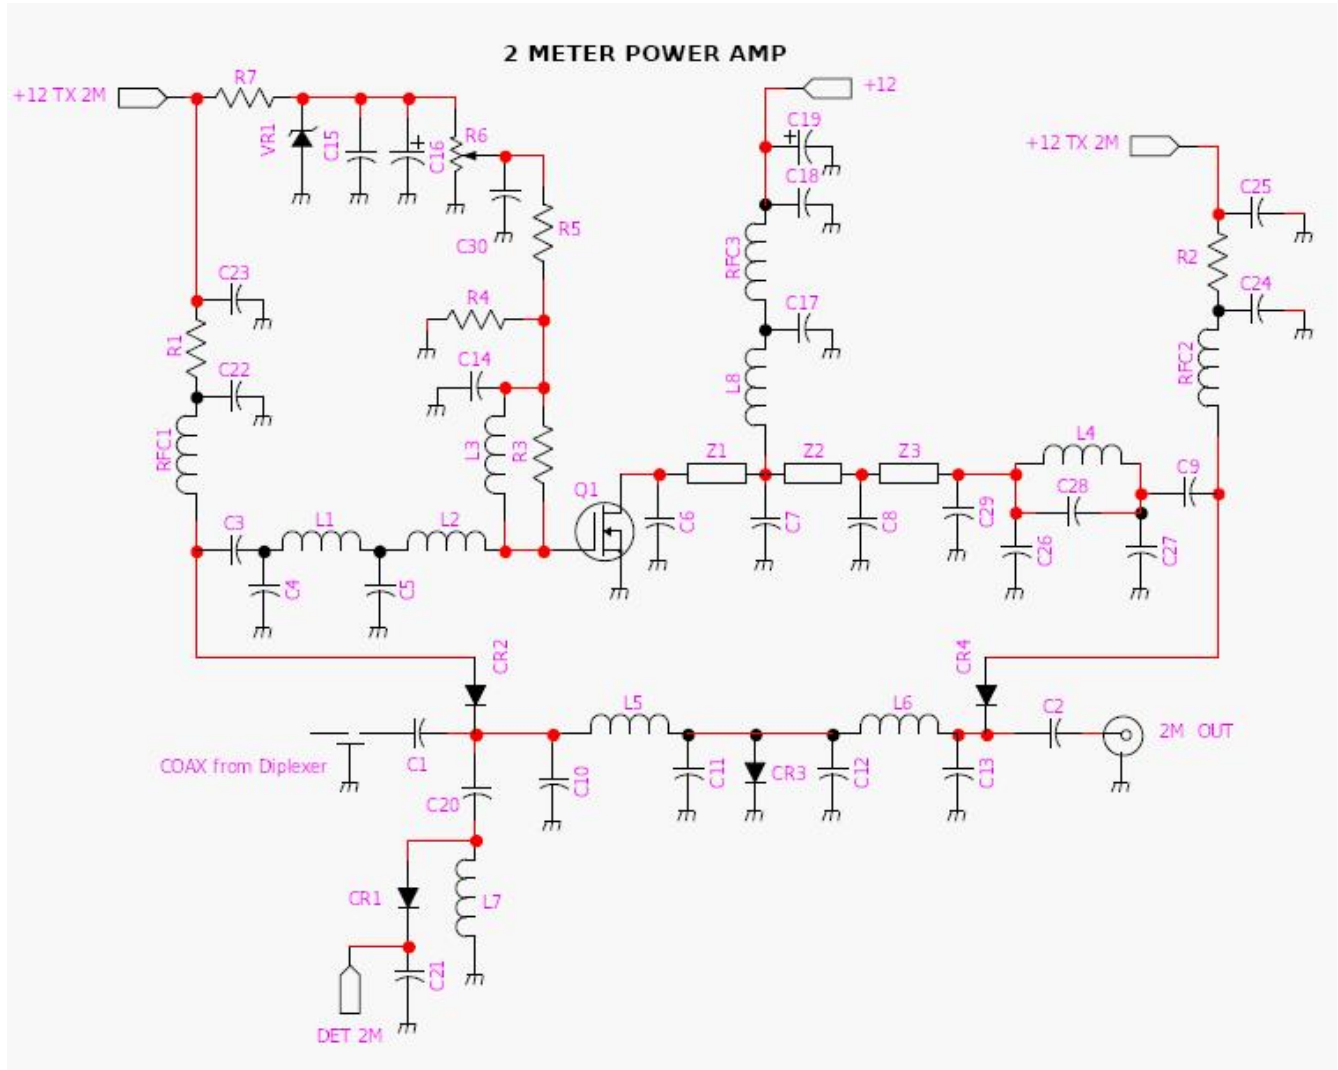 2 METER POWER AMP
+12 TX 2M
R7
VR1
C15
C16
+
R6
C30
R5
C23
R1
C22
RFC1
R4
C14
L3
R3
C3
L1
L2
C4
C5
Q1
+12
C19
+
C18
RFC3
C17
L8
Z1
Z2
Z3
C6
C7
C8
C29
L4
C28
C26
C27
C9
+12 TX 2M
C25
R2
C24
RFC2
CR2
CR4
COAX from Diplexer
C1
C20
C10
L5
C11
CR3
C12
L6
C13
C2
2M OUT
CR1
L7
C21
DET 2M